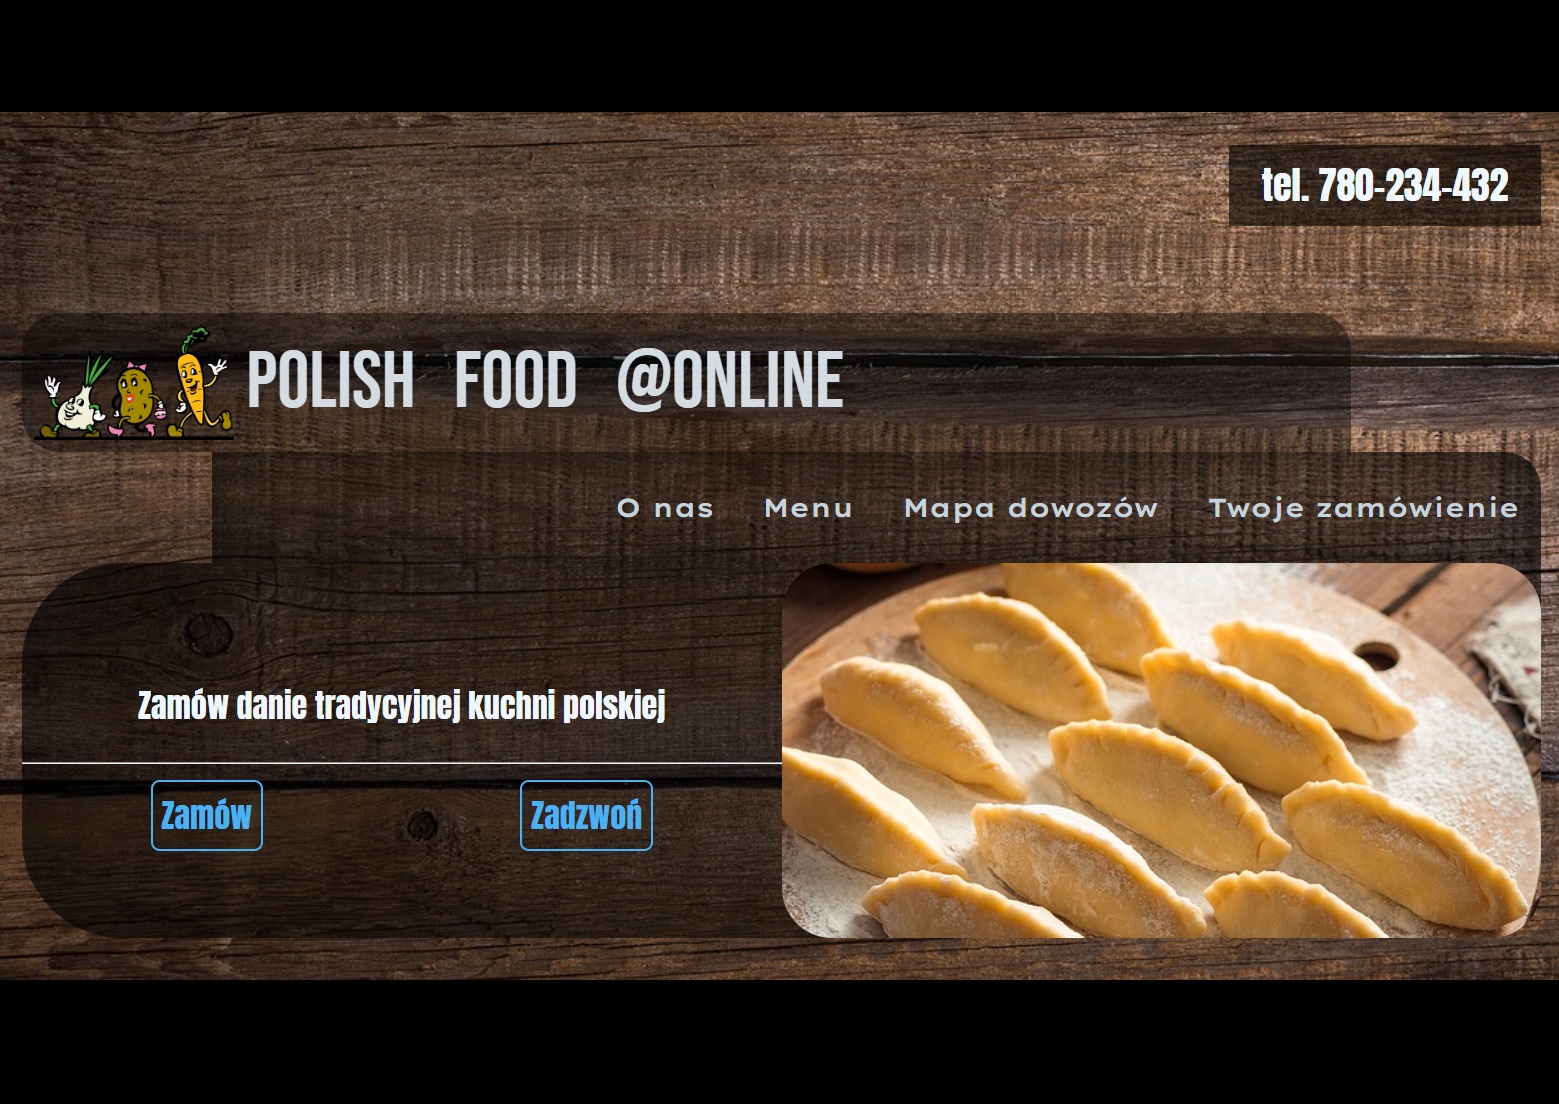 tel. 780-234-432
POLISH FOOD @ONLINE
O nas Menu Mapa dowozów Twoje zamówienie
Zamów danie tradycyjnej kuchni polskiej
Zamów Zadzwoń